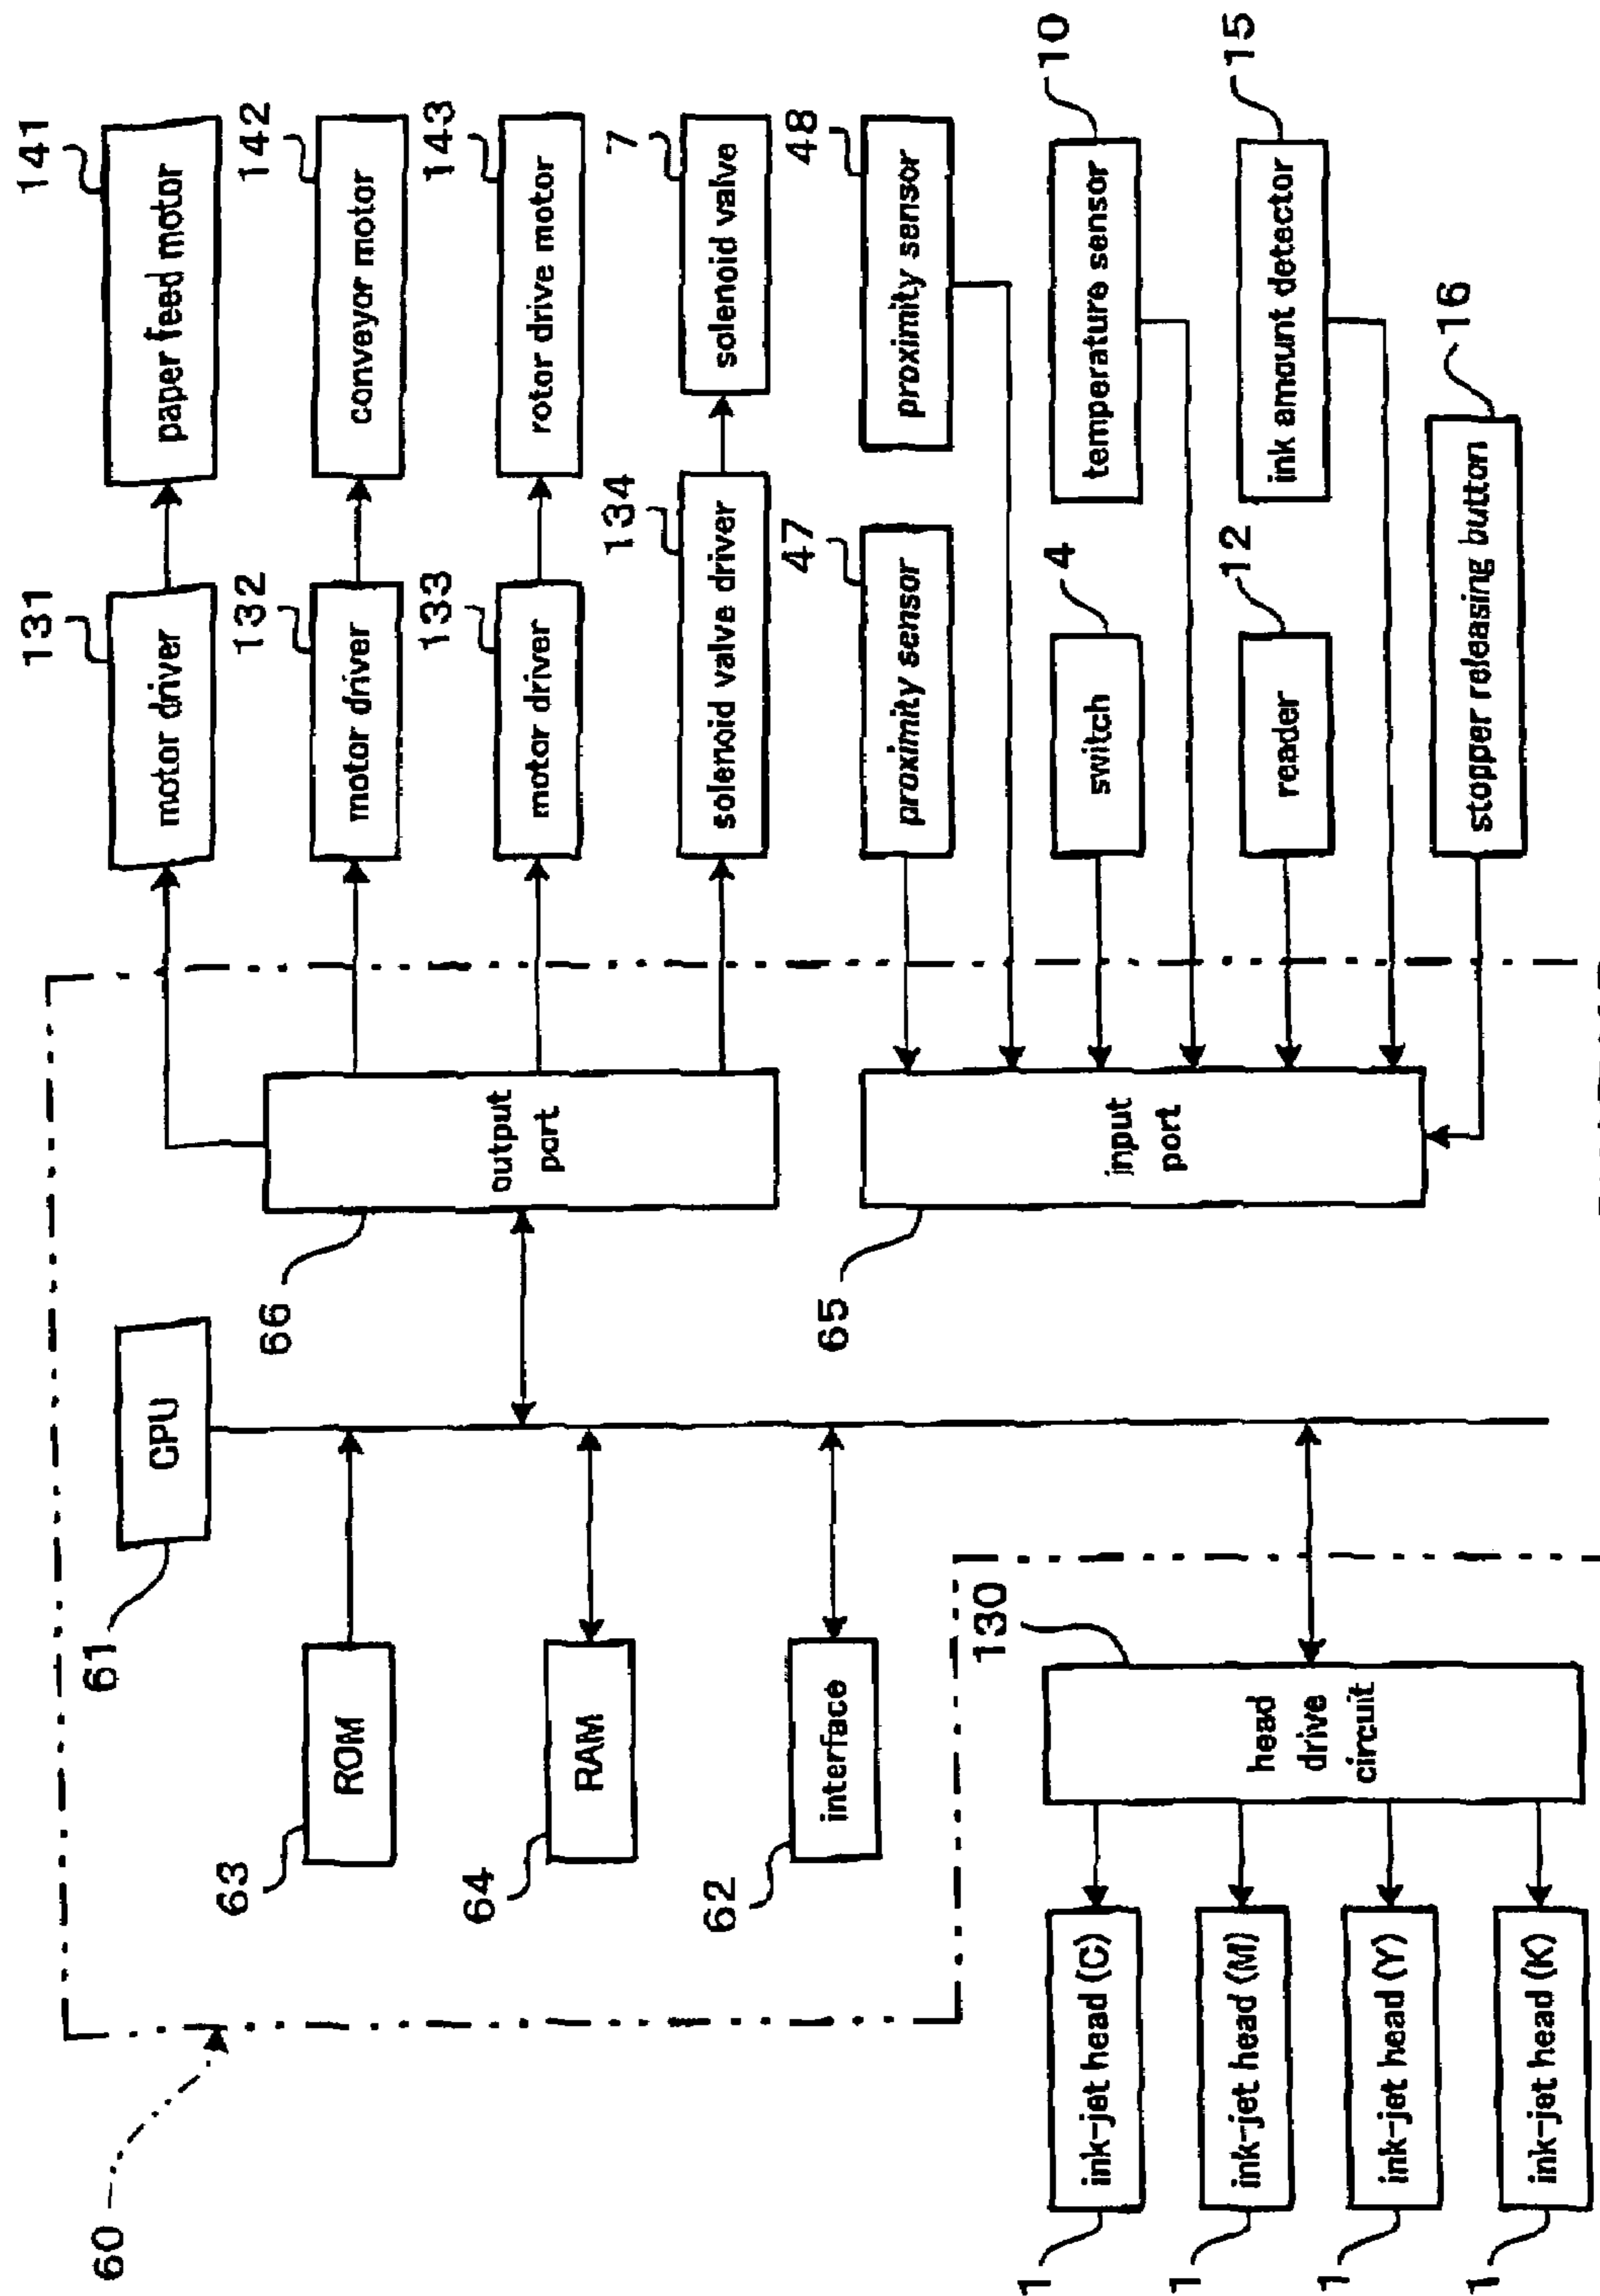 60
61
CPU
63
ROM
64
RAM
62
interface
66
output
port
65
input
port
131
motor driver
141
paper feed motor
132
motor driver
142
conveyor motor
133
motor driver
143
rotor drive motor
134
solenoid valve driver
7
solenoid valve
47
proximity sensor
48
proximity sensor
4
switch
10
temperature sensor
12
reader
15
ink amount detector
16
stopper releasing button
130
head
drive
circuit
1
ink-jet head (C)
1
ink-jet head (M)
1
ink-jet head (Y)
1
ink-jet head (K)